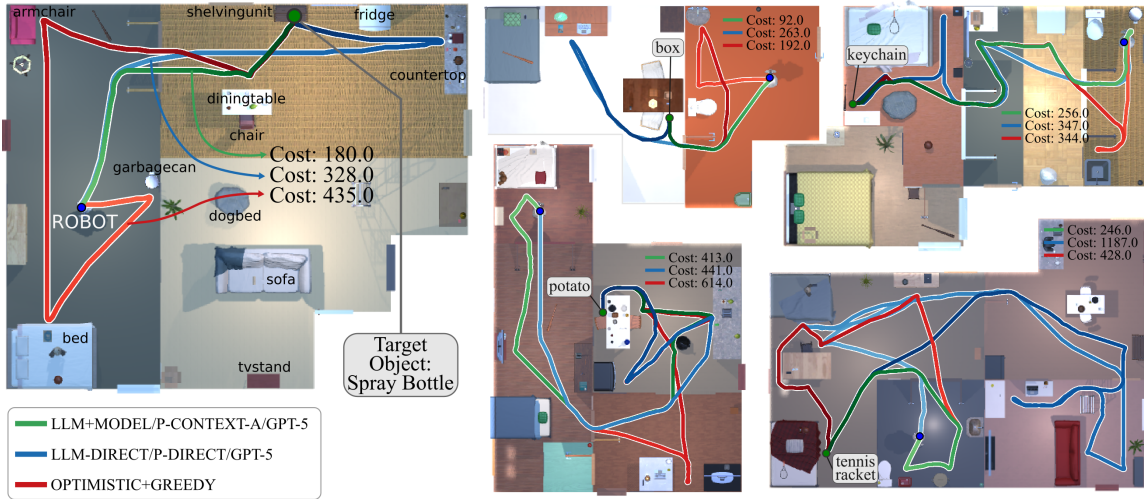 armchair
shelvingunit
fridge
countertop
diningtable
chair
garbagecan
Cost: 180.0
Cost: 328.0
Cost: 435.0
ROBOT
dogbed
sofa
bed
tvstand
Target
Object:
Spray Bottle
LLM+MODEL/P-CONTEXT-A/GPT-5
LLM-DIRECT/P-DIRECT/GPT-5
OPTIMISTIC+GREEDY
box
Cost: 92.0
Cost: 263.0
Cost: 192.0
keychain
Cost: 256.0
Cost: 347.0
Cost: 344.0
potato
Cost: 413.0
Cost: 441.0
Cost: 614.0
Cost: 246.0
Cost: 1187.0
Cost: 428.0
tennis
racket